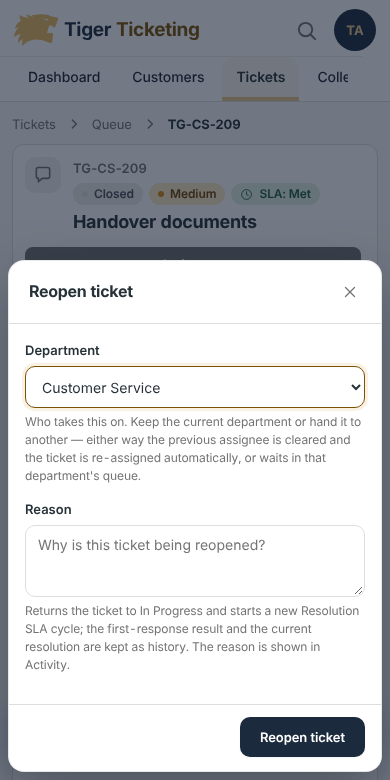 Tiger Ticketing
TA
Dashboard Customers Tickets Colle
Tickets > Queue > TG-CS-209
TG-CS-209
Closed Medium SLA: Met
Handover documents
Reopen ticket
Department
Customer Service
Who takes this on. Keep the current department or hand it to
another — either way the previous assignee is cleared and
the ticket is re-assigned automatically, or waits in that
department's queue.
Reason
Why is this ticket being reopened?
Returns the ticket to In Progress and starts a new Resolution
SLA cycle; the first-response result and the current
resolution are kept as history. The reason is shown in
Activity.
Reopen ticket